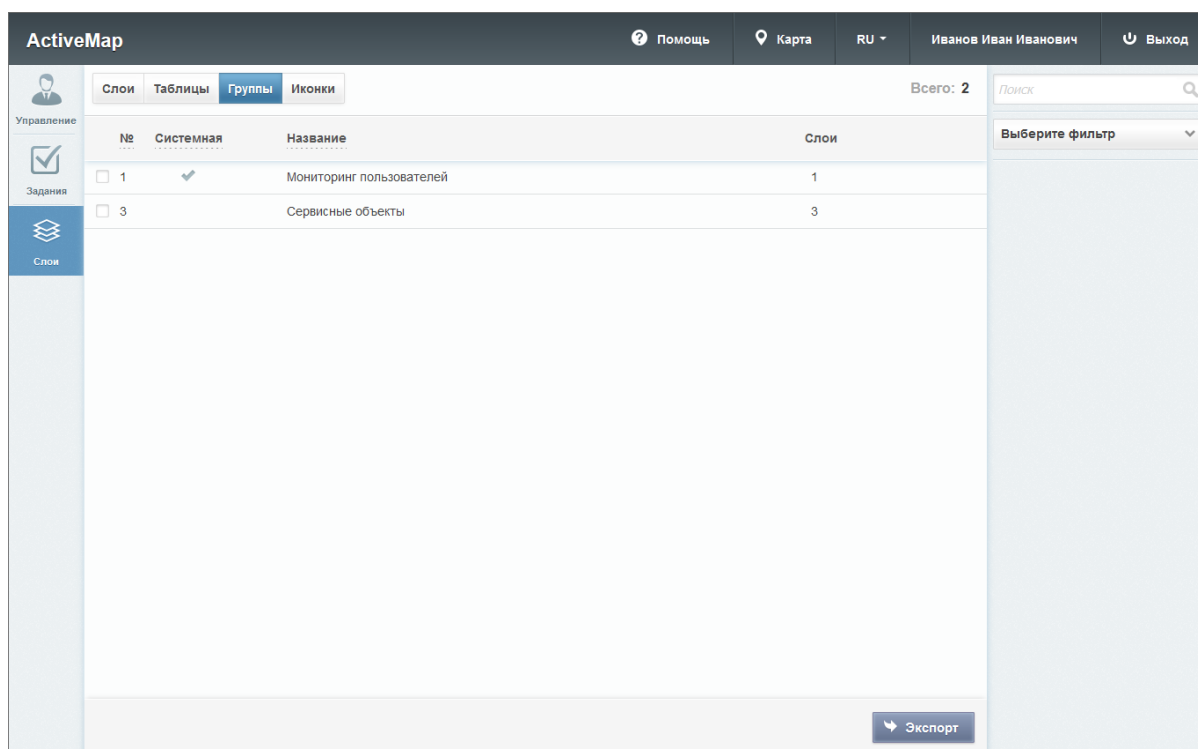 ActiveMap Помощь Карта RU Иванов Иван Иванович Выход
Управление
Задания
Слои
Слои Таблицы Группы Иконки Всего: 2
№ Системная Название Слои
1 Мониторинг пользователей 1
3 Сервисные объекты 3
Поиск
Выберите фильтр
Экспорт